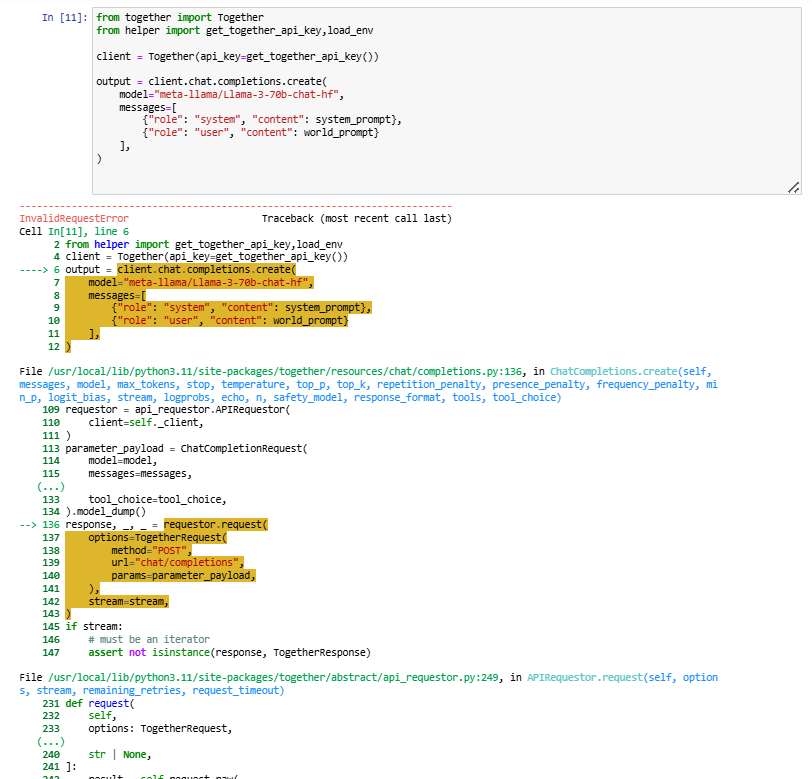 In [11]: from together import Together
from helper import get_together_api_key,load_env
client = Together(api_key=get_together_api_key())
output = client.chat.completions.create(
    model="meta-llama/Llama-3-70b-chat-hf",
    messages=[
        {"role": "system", "content": system_prompt},
        {"role": "user", "content": world_prompt}
    ],
)
---------------------------------------------------------------------------
InvalidRequestError                       Traceback (most recent call last)
Cell In[11], line 6
      2 from helper import get_together_api_key,load_env
      4 client = Together(api_key=get_together_api_key())
----> 6 output = client.chat.completions.create(
      7     model="meta-llama/Llama-3-70b-chat-hf",
      8     messages=[
      9         {"role": "system", "content": system_prompt},
     10         {"role": "user", "content": world_prompt}
     11     ],
     12 )
File /usr/local/lib/python3.11/site-packages/together/resources/chat/completions.py:136, in ChatCompletions.create(self,
messages, model, max_tokens, stop, temperature, top_p, top_k, repetition_penalty, presence_penalty, frequency_penalty, mi
n_p, logit_bias, stream, logprobs, echo, n, safety_model, response_format, tools, tool_choice)
    109 requestor = api_requestor.APIRequestor(
    110     client=self._client,
    111 )
    113 parameter_payload = ChatCompletionRequest(
    114     model=model,
    115     messages=messages,
   (...)
    133     tool_choice=tool_choice,
    134 ).model_dump()
--> 136 response, _, _ = requestor.request(
    137     options=TogetherRequest(
    138         method="POST",
    139         url="chat/completions",
    140         params=parameter_payload,
    141     ),
    142     stream=stream,
    143 )
    145 if stream:
    146     # must be an iterator
    147     assert not isinstance(response, TogetherResponse)
File /usr/local/lib/python3.11/site-packages/together/abstract/api_requestor.py:249, in APIRequestor.request(self, option
s, stream, remaining_retries, request_timeout)
    231 def request(
    232     self,
    233     options: TogetherRequest,
   (...)
    240     str | None,
    241 ]: